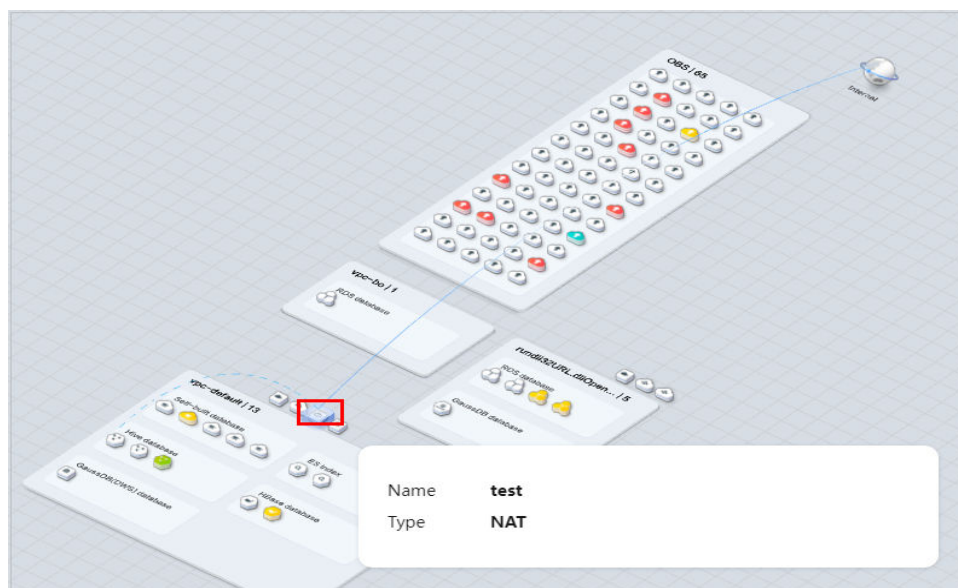 OBS | 65
Internet
vpc-bo | 1
RDS database
rundll32URL.dllOpen... | 5
RDS database
GaussDB database
vpc-default | 13
Self-built database
Hive database
ES Index
GaussDB(DWS) database
HBase database
Name test
Type NAT